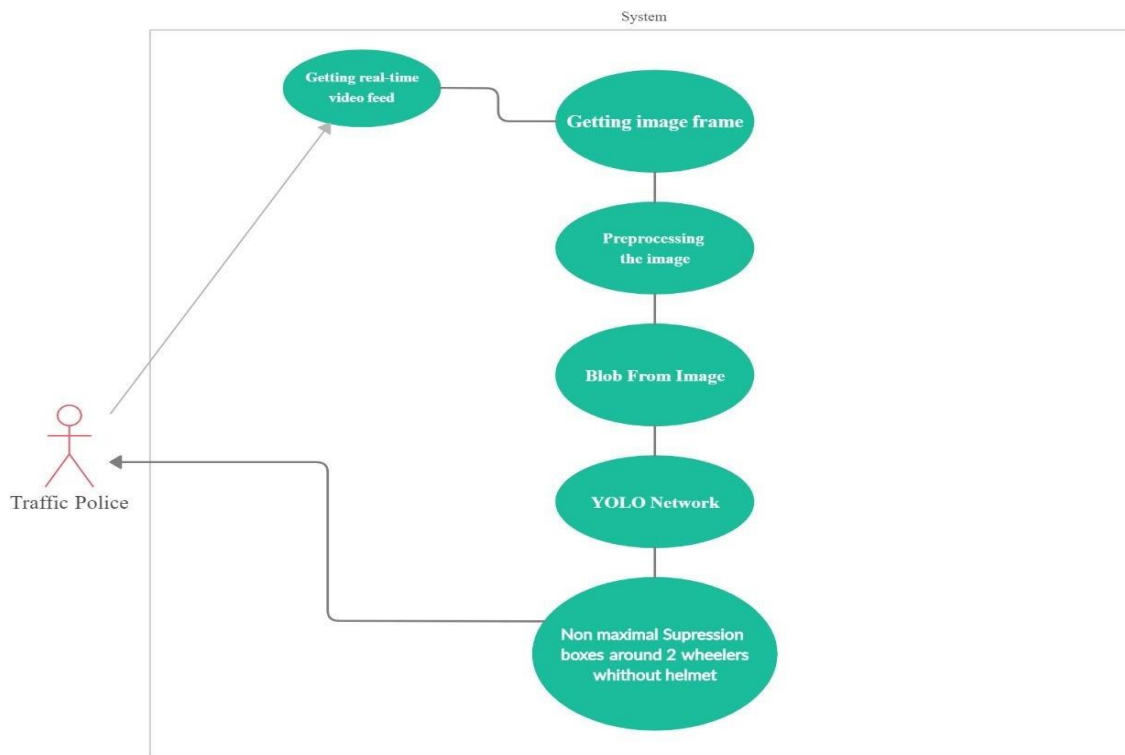 System
Getting real-time
video feed
Getting image frame
Preprocessing
the image
Blob From Image
YOLO Network
Non maximal Supression
boxes around 2 wheelers
whithout helmet
Traffic Police